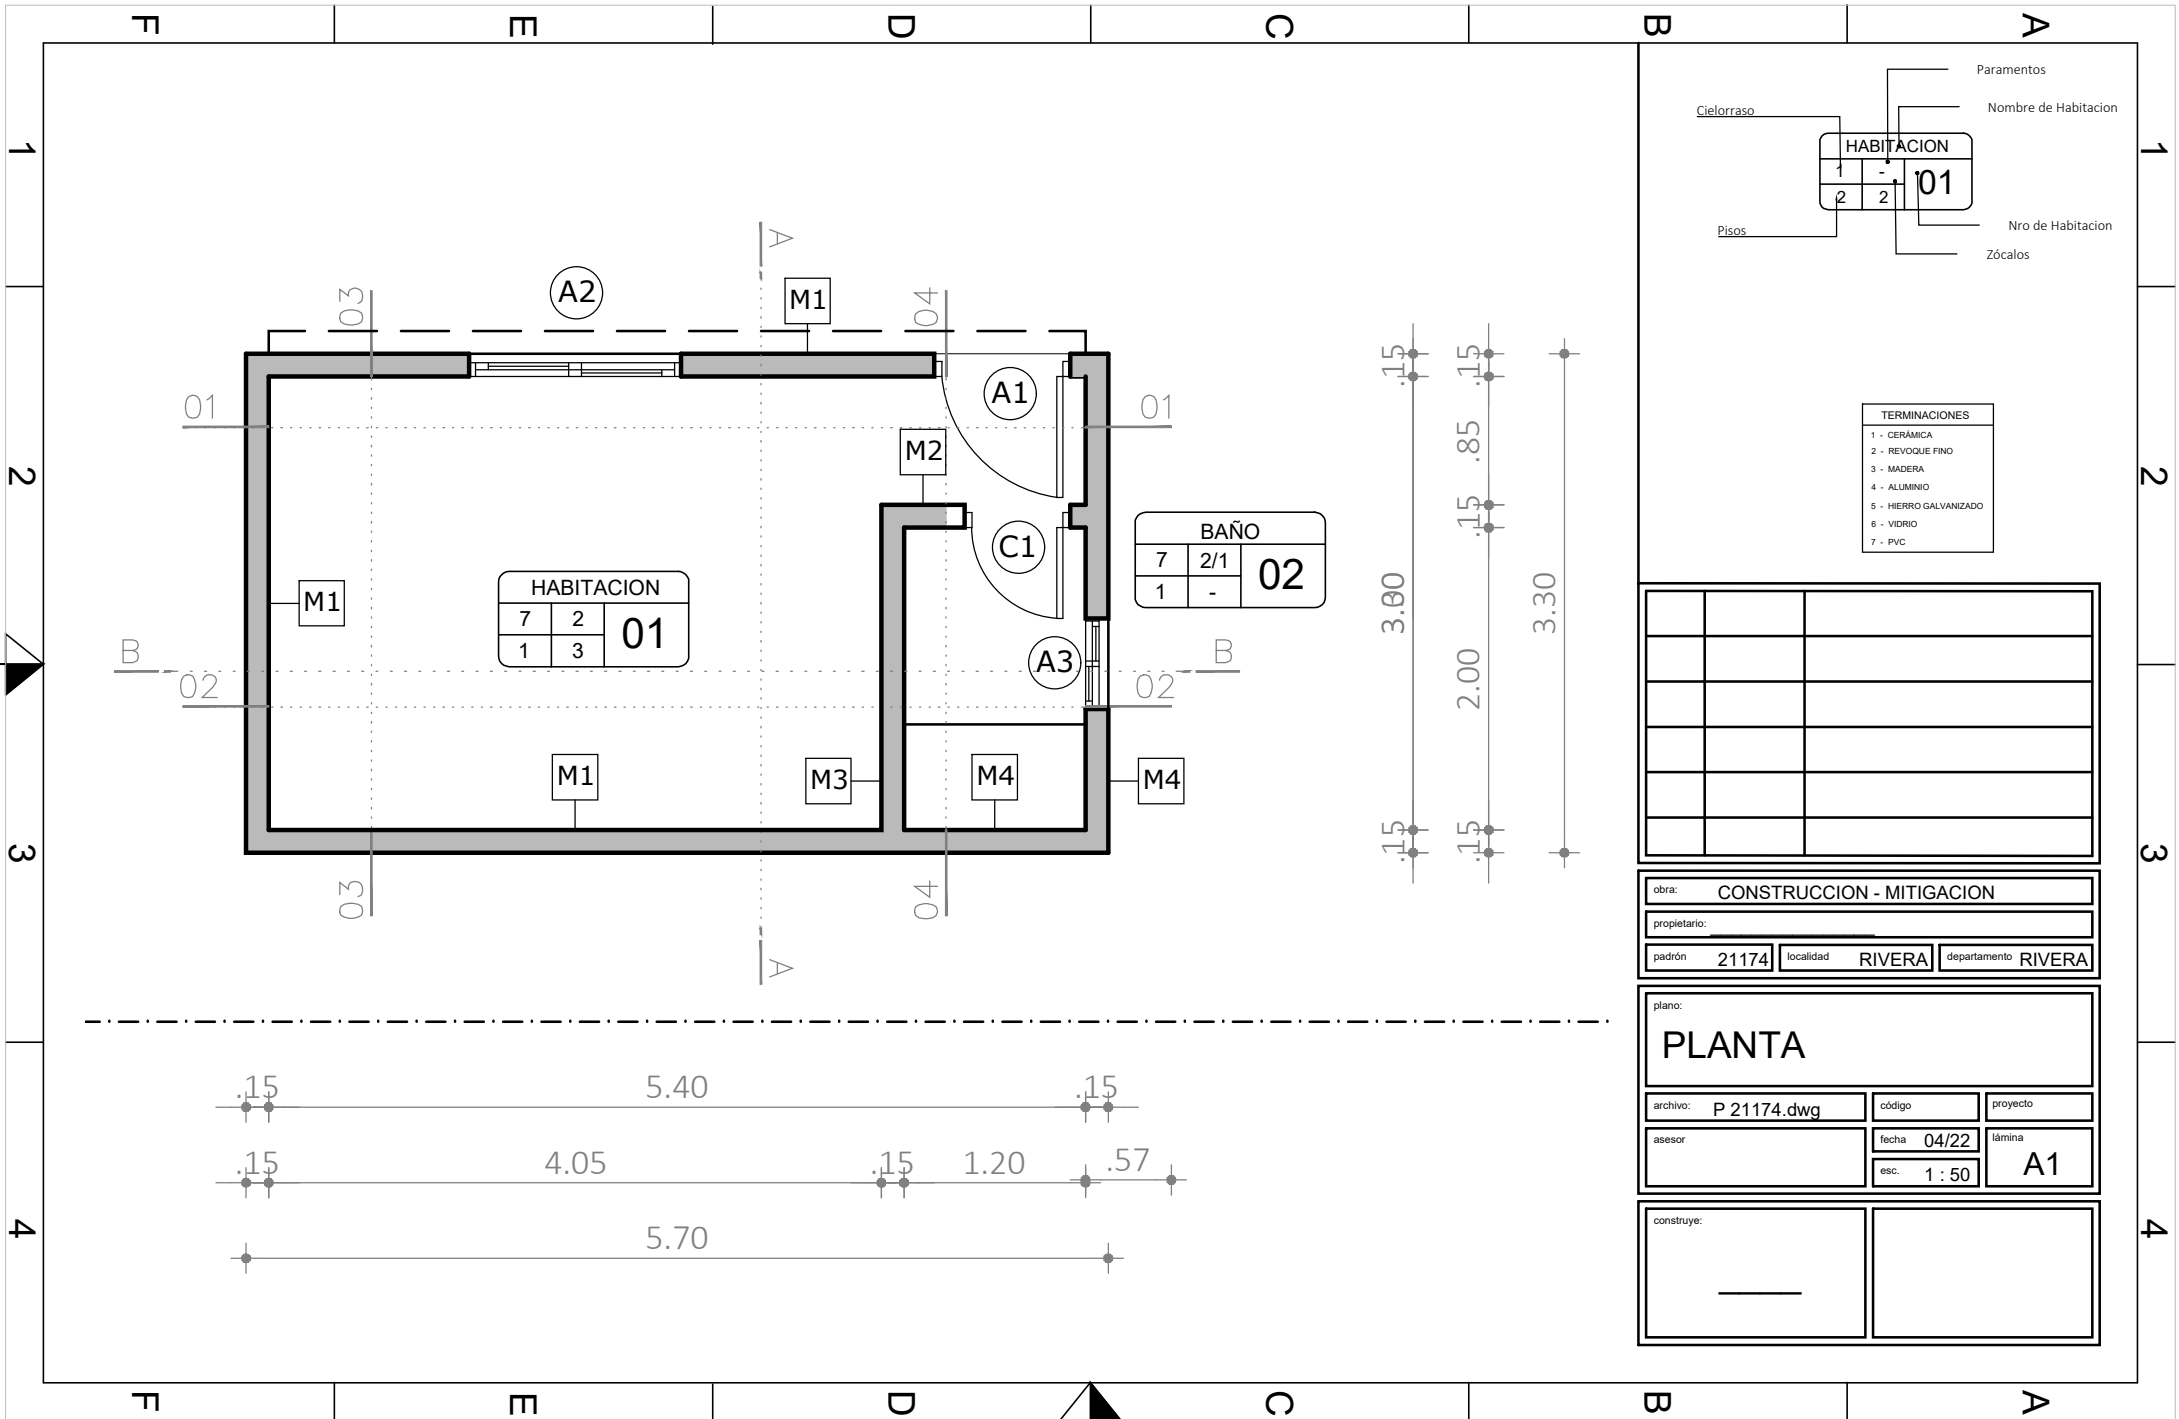 F E D C B A
1
2
3
4
Paramentos
Cielorraso
Nombre de Habitacion
HABITACION
1 - 01
2 2
Nro de Habitacion
Pisos
Zócalos
TERMINACIONES
1 - CERÁMICA
2 - REVOQUE FINO
3 - MADERA
4 - ALUMINIO
5 - HIERRO GALVANIZADO
6 - VIDRIO
7 - PVC
A
A2
M1
03
04
01
A1
01
M2
C1
M1
HABITACION
7 2 01
1 3
BAÑO
7 2/1 02
1 -
B
A3
B
02
02
M1
M3
M4
M4
03
04
A
.15
.15
.85
.15
3.00
3.30
2.00
.15
.15
.15 5.40 .15
.15 4.05 .15 1.20 .57
5.70
obra: CONSTRUCCION - MITIGACION
propietario:
padrón 21174 localidad RIVERA departamento RIVERA
plano:
PLANTA
archivo: P 21174.dwg código proyecto
asesor fecha 04/22 lámina
esc. 1 : 50 A1
construye:
1
2
3
4
F E D C B A